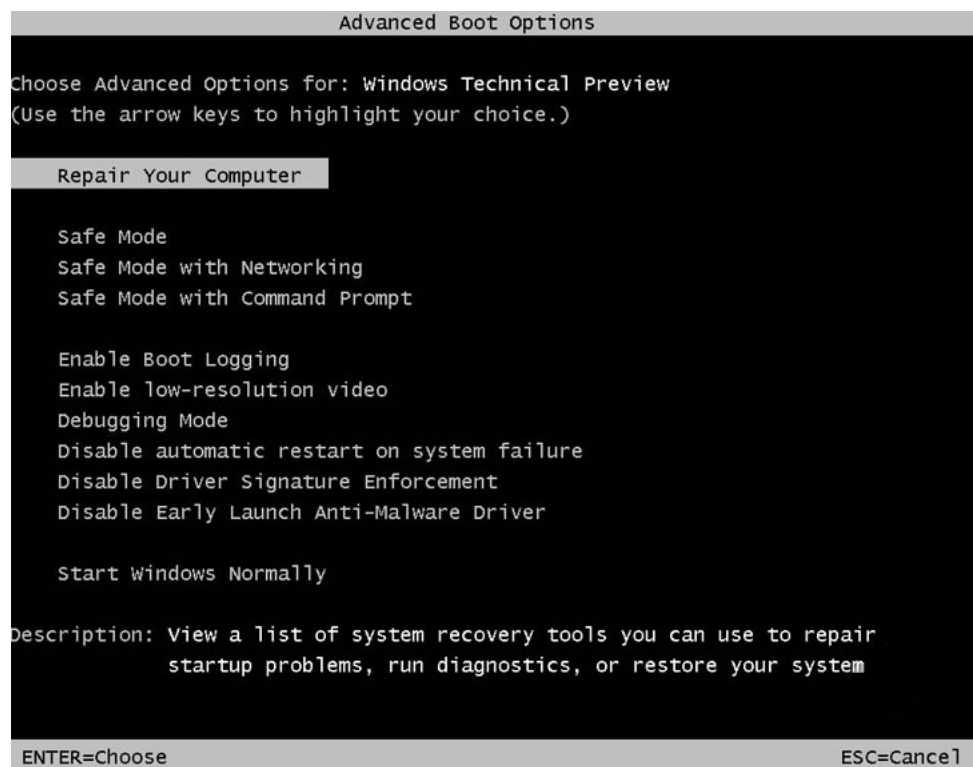 Advanced Boot Options
Choose Advanced Options for: Windows Technical Preview
(Use the arrow keys to highlight your choice.)
Repair Your Computer
Safe Mode
Safe Mode with Networking
Safe Mode with Command Prompt
Enable Boot Logging
Enable low-resolution video
Debugging Mode
Disable automatic restart on system failure
Disable Driver Signature Enforcement
Disable Early Launch Anti-Malware Driver
Start Windows Normally
Description: View a list of system recovery tools you can use to repair
startup problems, run diagnostics, or restore your system
ENTER=Choose ESC=Cancel